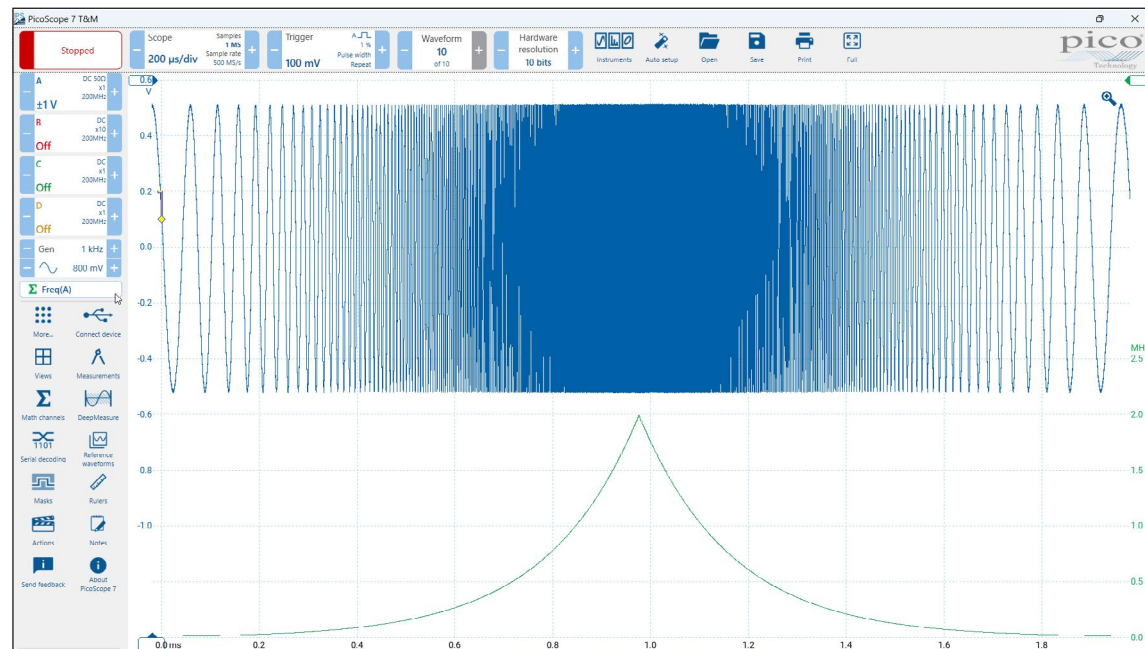 PicoScope 7 T&M
Stopped
Scope
200 µs/div
Samples
1 MS
Sample rate
500 MS/s
Trigger
100 mV
A
1 %
Pulse width
Repeat
Waveform
10
of 10
Hardware
resolution
10 bits
Instruments
Auto setup
Open
Save
Print
Full
pico
Technology
A
DC 50Ω
x1
200MHz
±1 V
B
DC
x10
200MHz
Off
C
DC
x1
200MHz
Off
D
DC
x1
200MHz
Off
Gen 1 kHz
800 mV
Σ Freq(A)
More...
Connect device
Views
Measurements
Math channels
DeepMeasure
1101
Serial decoding
Reference
waveforms
Masks
Rulers
Actions
Notes
Send feedback
About
PicoScope 7
0.6
V
0.4
0.2
0.0
-0.2
-0.4
-0.6
0.8
-1.0
MH
2.5
2.0
1.5
1.0
0.5
0.0
0.0 ms 0.2 0.4 0.6 0.8 1.0 1.2 1.4 1.6 1.8